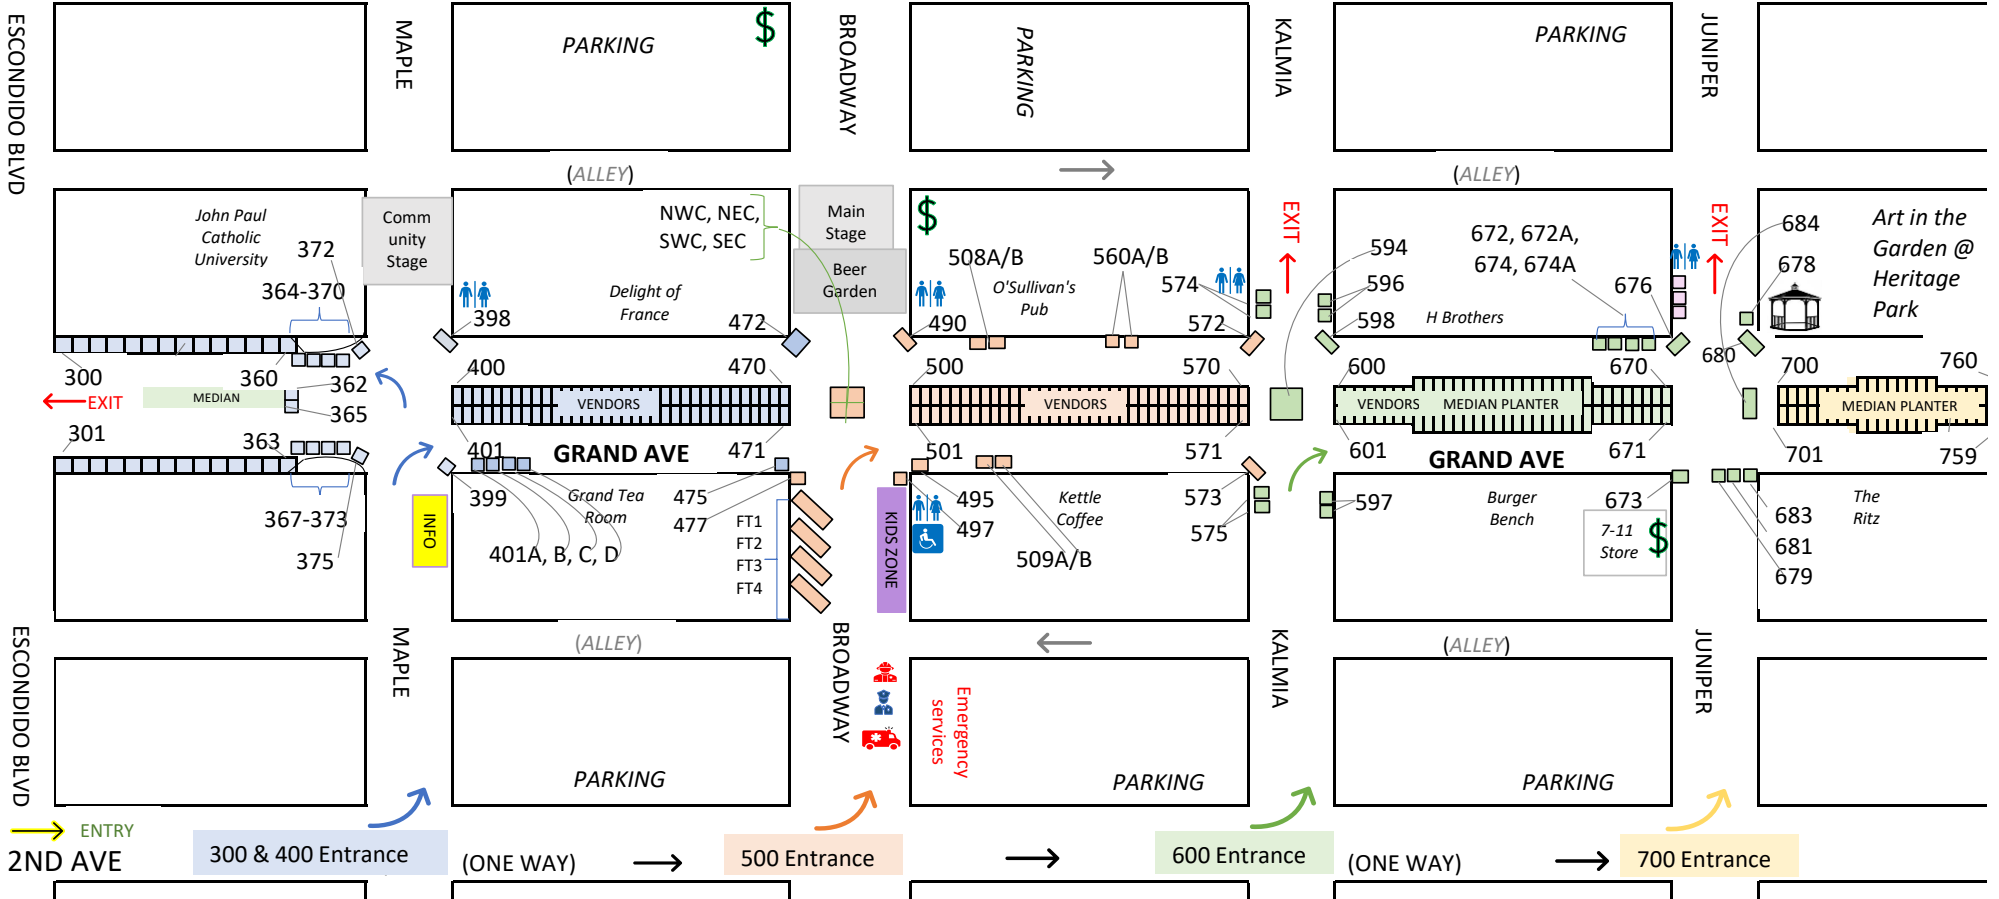 ESCONDIDO BLVD
MAPLE
PARKING
$
BROADWAY
PARKING
KALMIA
PARKING
JUNIPER
(ALLEY)
(ALLEY)
John Paul
Catholic
University
372
364-370
Comm
unity
Stage
NWC, NEC,
SWC, SEC
Delight of
France
398
472
Main
Stage
Beer
Garden
$
508A/B
O'Sullivan's
Pub
560A/B
574
490
572
EXIT
594
596
598
672, 672A,
674, 674A
676
H Brothers
EXIT
684
678
680
Art in the
Garden @
Heritage
Park
300
360
362
365
EXIT
MEDIAN
301
363
400
470
VENDORS
401
GRAND AVE
471
500
570
VENDORS
501
571
600
670
VENDORS
MEDIAN PLANTER
601
GRAND AVE
671
700
760
MEDIAN PLANTER
701
759
367-373
375
INFO
399
Grand Tea
Room
401A, B, C, D
475
477
FT1
FT2
FT3
FT4
KIDS ZONE
495
497
509A/B
Kettle
Coffee
573
575
597
Burger
Bench
673
7-11
Store
$
683
681
679
The
Ritz
ESCONDIDO BLVD
MAPLE
(ALLEY)
BROADWAY
KALMIA
(ALLEY)
JUNIPER
PARKING
Emergency
services
PARKING
PARKING
ENTRY
2ND AVE
300 & 400 Entrance
(ONE WAY)
500 Entrance
600 Entrance
(ONE WAY)
700 Entrance